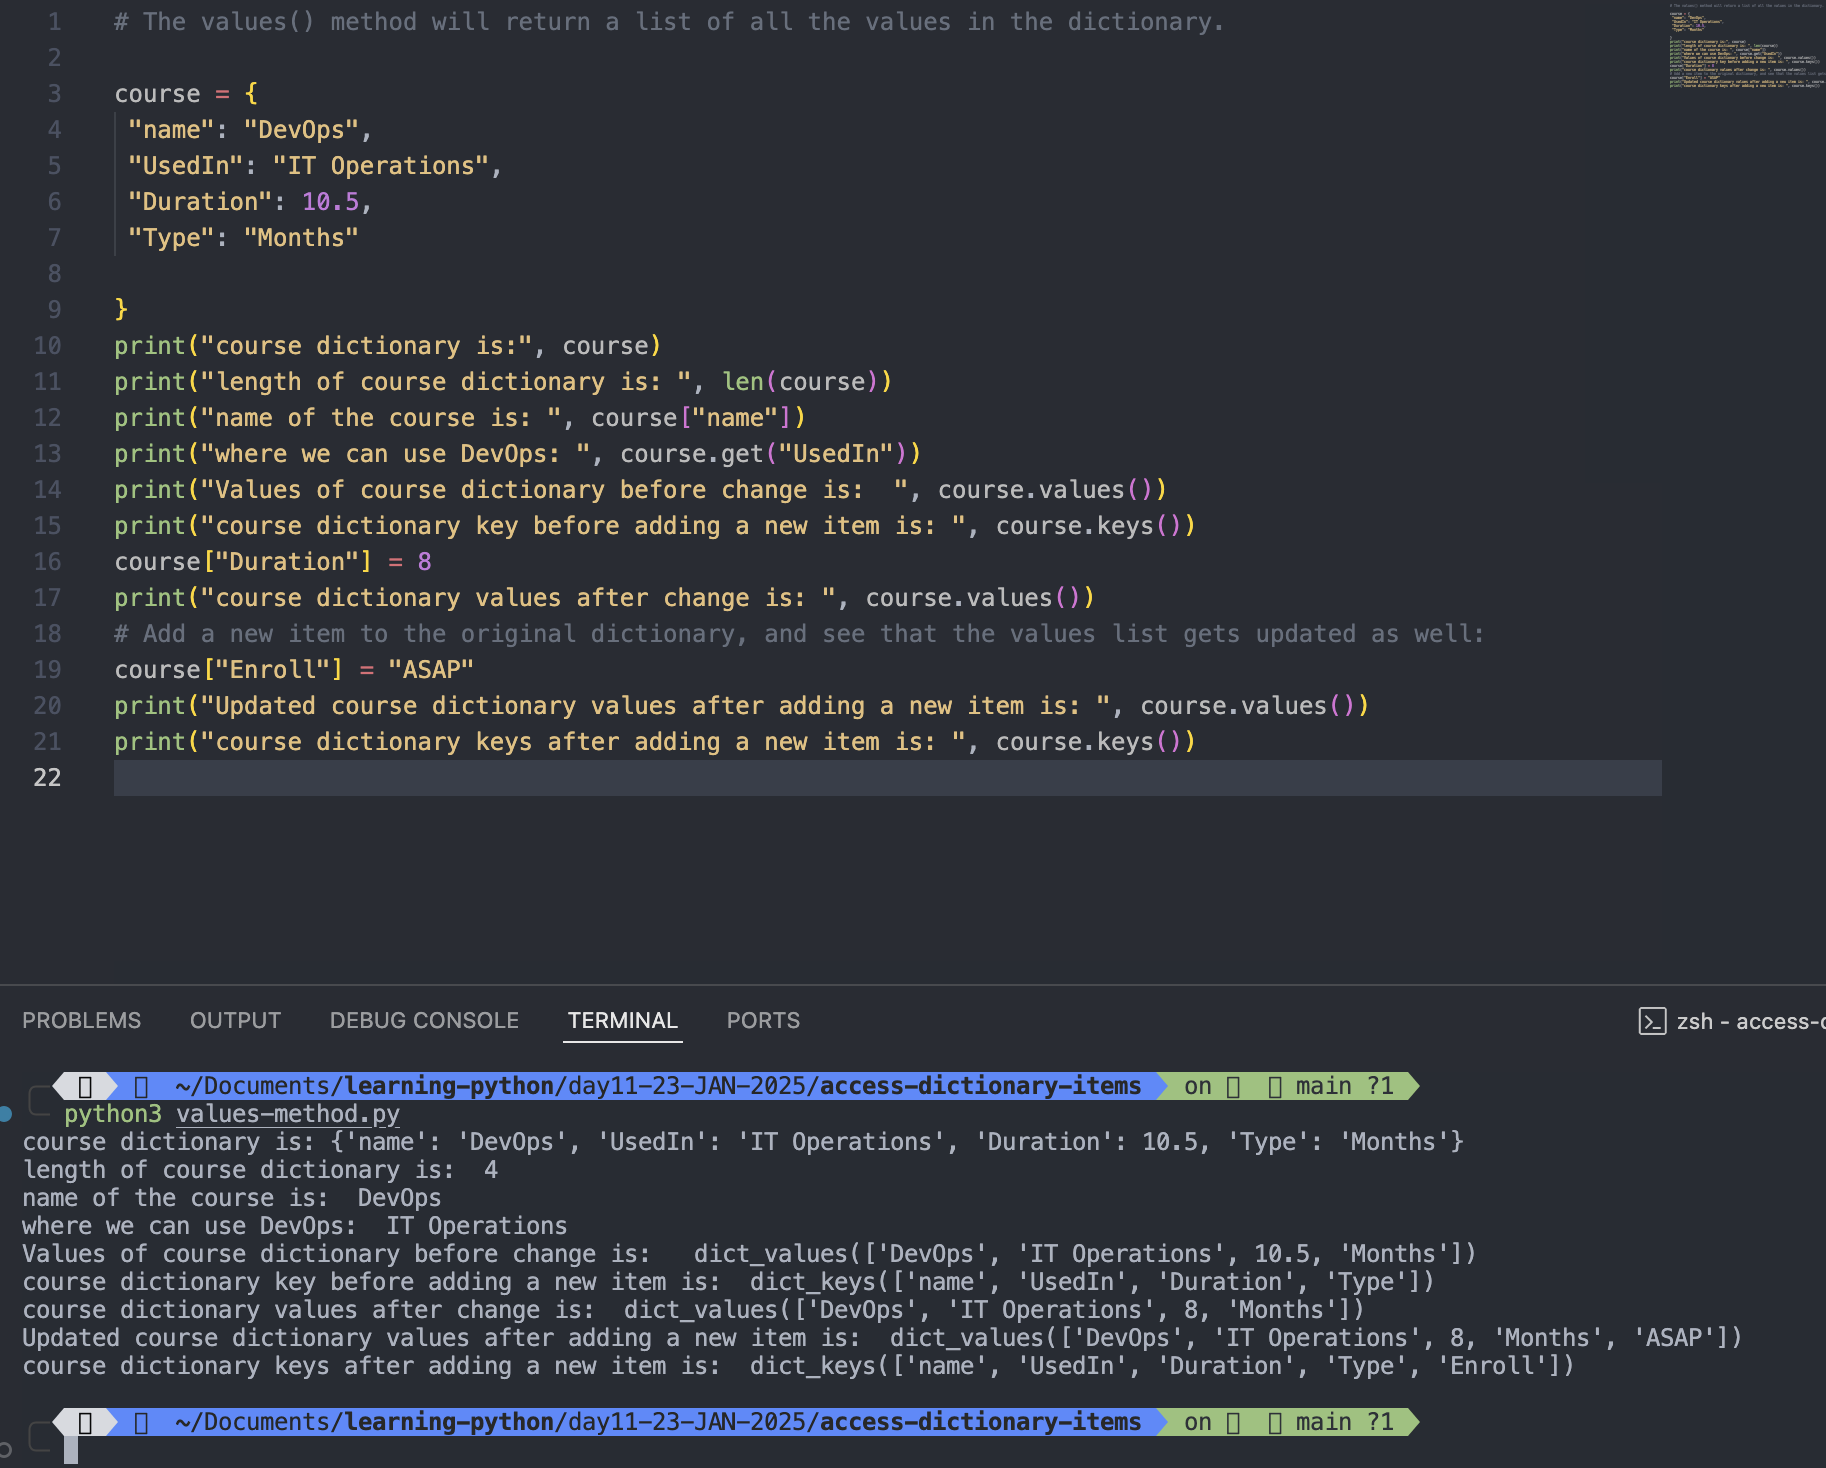 1 # The values() method will return a list of all the values in the dictionary.
2
3 course = {
4  "name": "DevOps",
5  "UsedIn": "IT Operations",
6  "Duration": 10.5,
7  "Type": "Months"
8
9 }
10 print("course dictionary is:", course)
11 print("length of course dictionary is: ", len(course))
12 print("name of the course is: ", course["name"])
13 print("where we can use DevOps: ", course.get("UsedIn"))
14 print("Values of course dictionary before change is:  ", course.values())
15 print("course dictionary key before adding a new item is: ", course.keys())
16 course["Duration"] = 8
17 print("course dictionary values after change is: ", course.values())
18 # Add a new item to the original dictionary, and see that the values list gets updated as well:
19 course["Enroll"] = "ASAP"
20 print("Updated course dictionary values after adding a new item is: ", course.values())
21 print("course dictionary keys after adding a new item is: ", course.keys())
22
PROBLEMS OUTPUT DEBUG CONSOLE TERMINAL PORTS zsh - access-
~/Documents/learning-python/day11-23-JAN-2025/access-dictionary-items on main ?1
python3 values-method.py
course dictionary is: {'name': 'DevOps', 'UsedIn': 'IT Operations', 'Duration': 10.5, 'Type': 'Months'}
length of course dictionary is:  4
name of the course is:  DevOps
where we can use DevOps:  IT Operations
Values of course dictionary before change is:   dict_values(['DevOps', 'IT Operations', 10.5, 'Months'])
course dictionary key before adding a new item is:  dict_keys(['name', 'UsedIn', 'Duration', 'Type'])
course dictionary values after change is:  dict_values(['DevOps', 'IT Operations', 8, 'Months'])
Updated course dictionary values after adding a new item is:  dict_values(['DevOps', 'IT Operations', 8, 'Months', 'ASAP'])
course dictionary keys after adding a new item is:  dict_keys(['name', 'UsedIn', 'Duration', 'Type', 'Enroll'])
~/Documents/learning-python/day11-23-JAN-2025/access-dictionary-items on main ?1